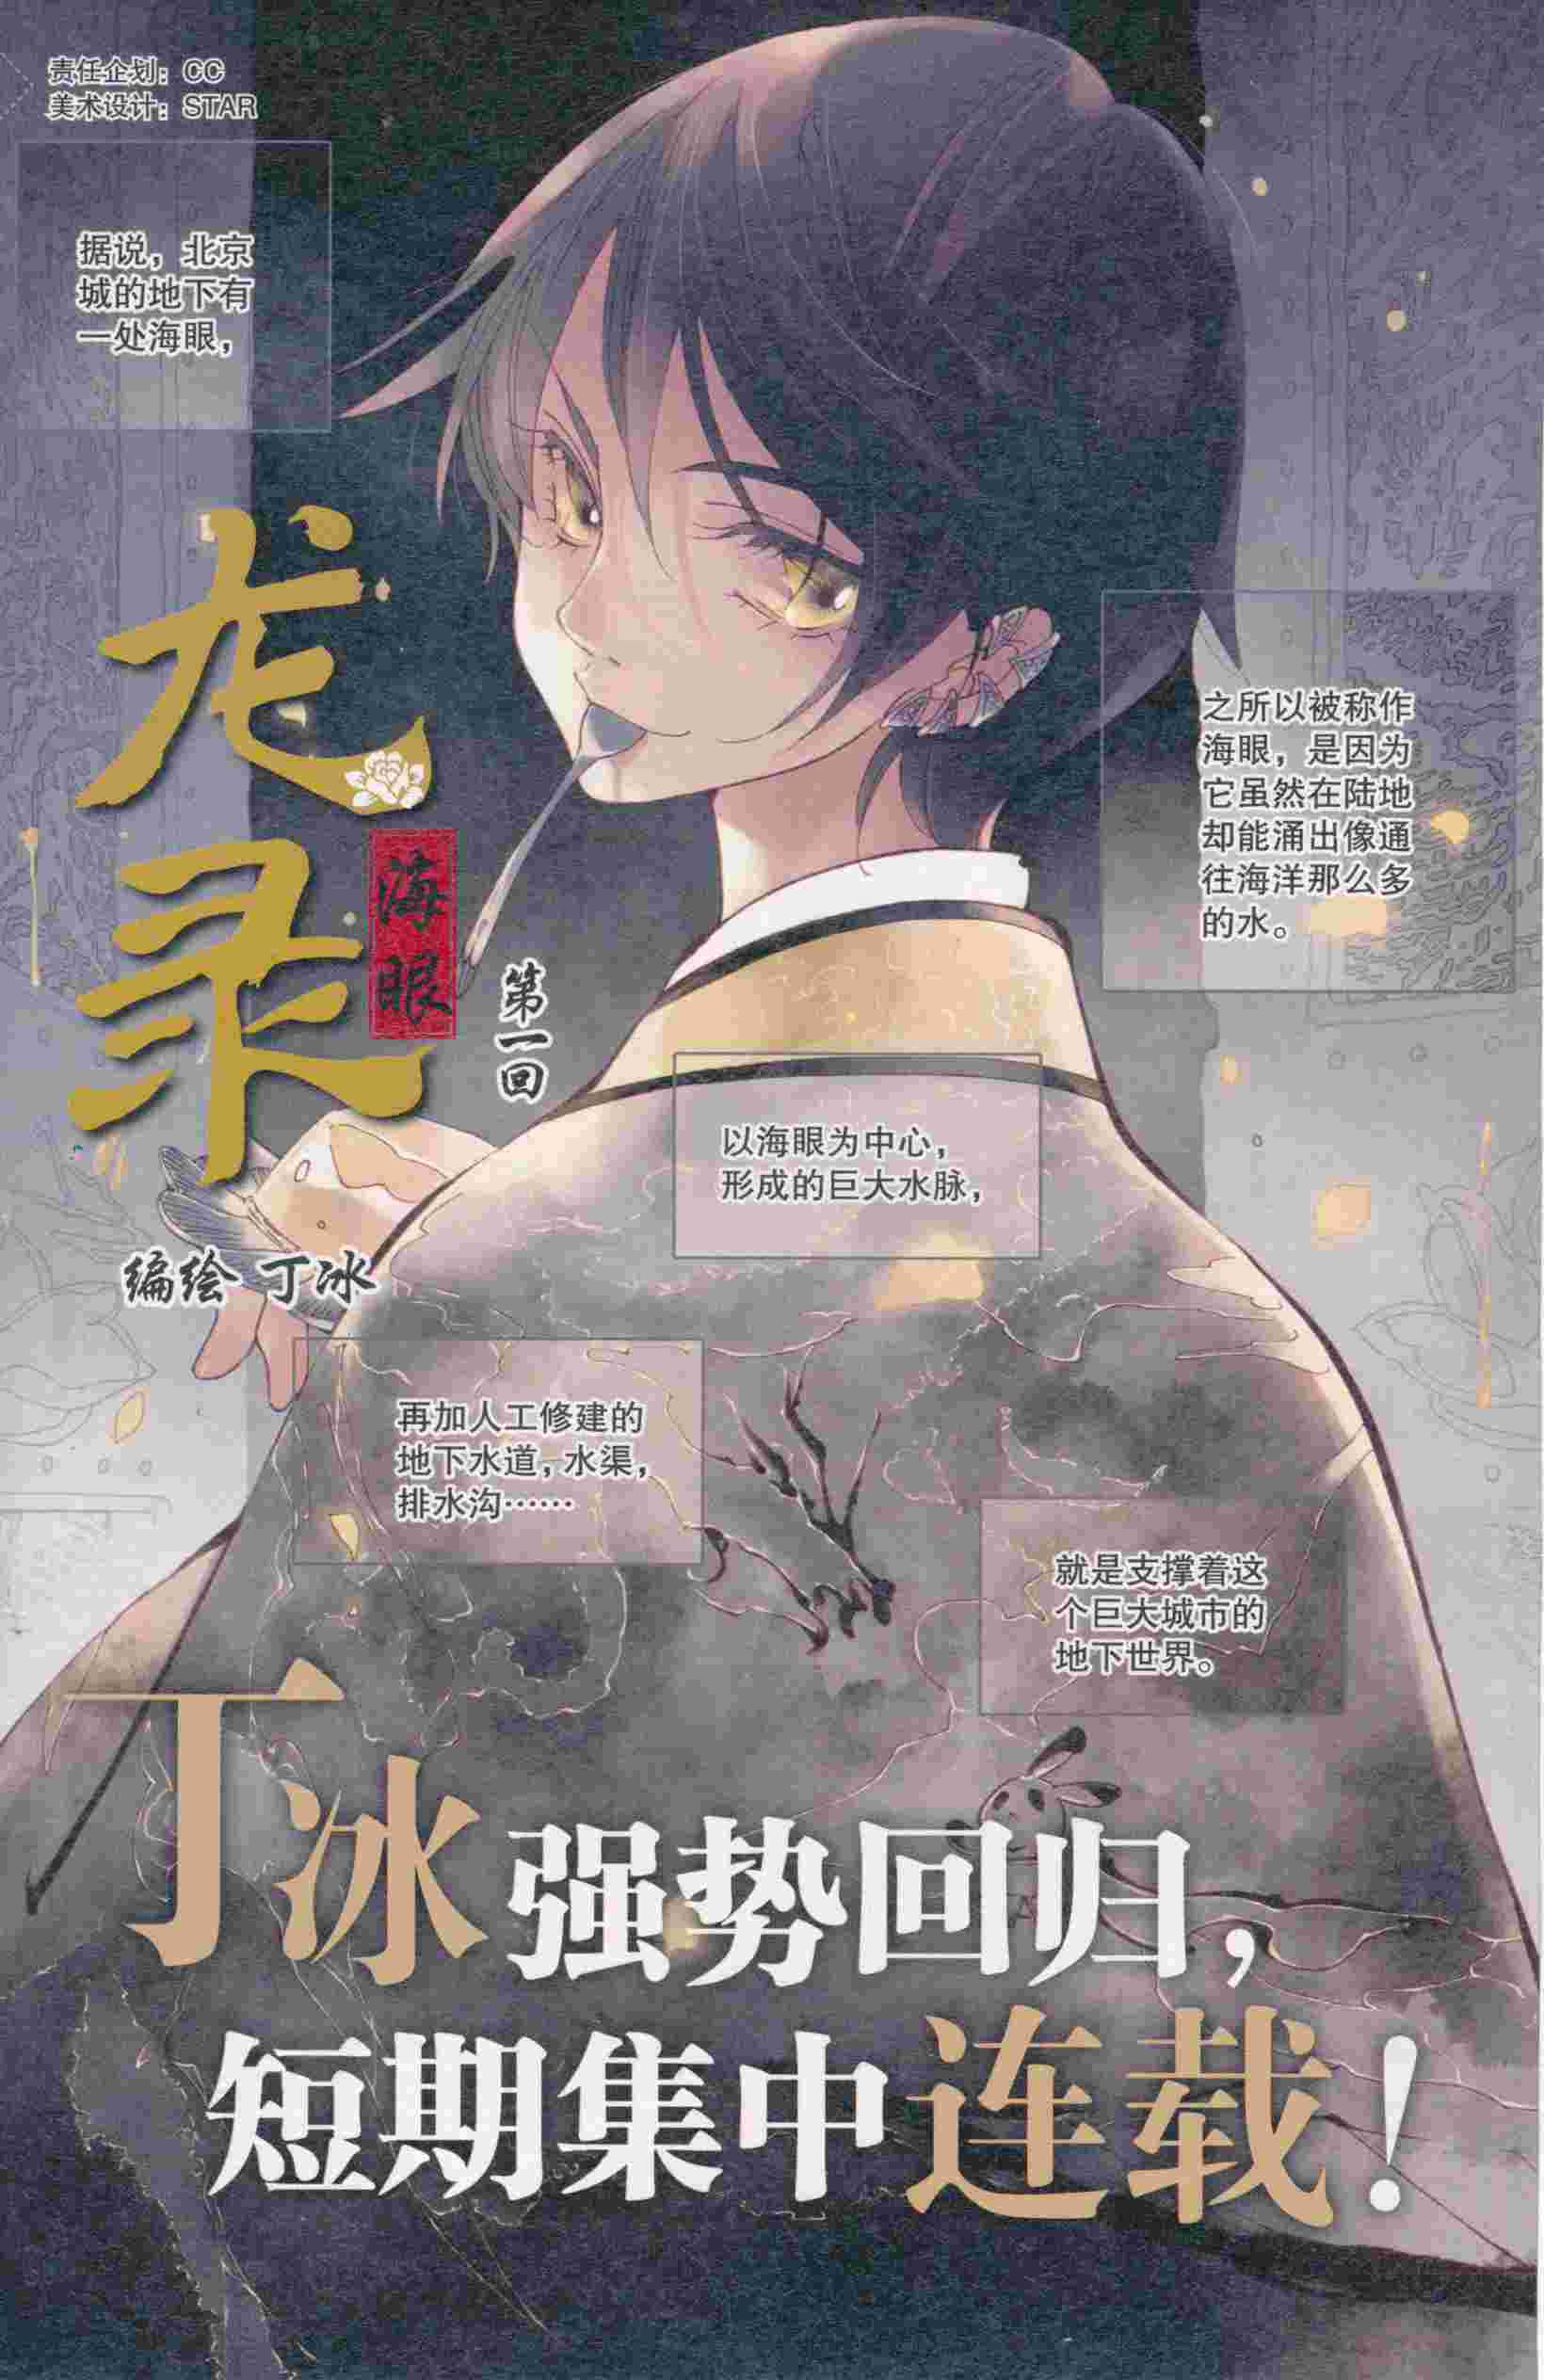 责任企划：CC
美术设计：STAR
据说，北京
城的地下有
一处海眼，
龙录
海眼
第一回
编绘 丁冰
之所以被称作
海眼，是因为
它虽然在陆地
却能涌出像通
往海洋那么多
的水。
以海眼为中心，
形成的巨大水脉，
再加人工修建的
地下水道，水渠，
排水沟……
就是支撑着这
个巨大城市的
地下世界。
丁冰强势回归，
短期集中连载！